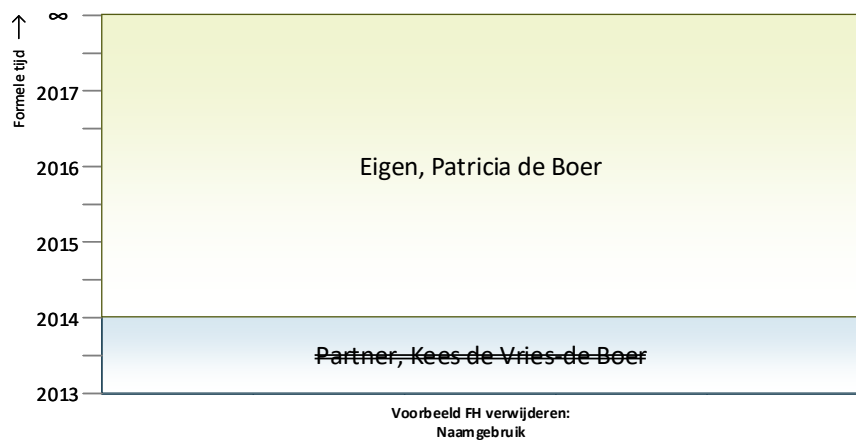 Formele tijd
∞
2017
2016
2015
2014
2013
Eigen, Patricia de Boer
Partner, Kees de Vries-de Boer
Voorbeeld FH verwijderen:
Naamgebruik